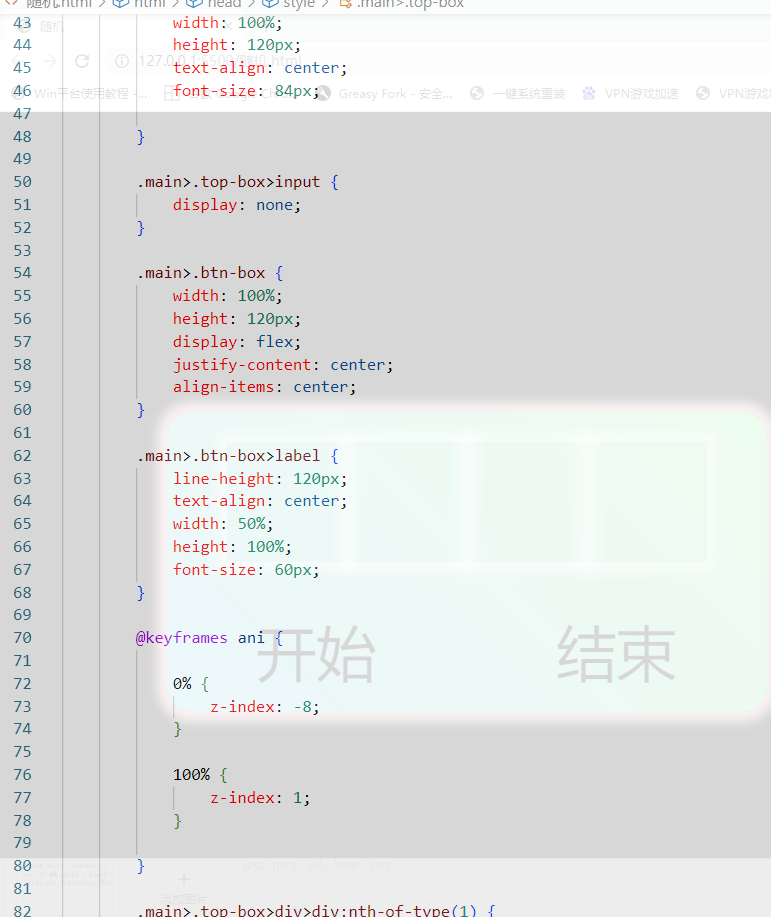 随机.html > html > head > style > .main>.top-box
43 width: 100%;
44 height: 120px;
45 text-align: center;
46 font-size: 84px;
47
48 }
49
50 .main>.top-box>input {
51 display: none;
52 }
53
54 .main>.btn-box {
55 width: 100%;
56 height: 120px;
57 display: flex;
58 justify-content: center;
59 align-items: center;
60 }
61
62 .main>.btn-box>label {
63 line-height: 120px;
64 text-align: center;
65 width: 50%;
66 height: 100%;
67 font-size: 60px;
68 }
69
70 @keyframes ani {
71
72 0% {
73 z-index: -8;
74 }
75
76 100% {
77 z-index: 1;
78 }
79
80 }
81
82 .main>.top-box>div>div:nth-of-type(1) {
随机
127.0.0.1:5500/随机.html
Win平台使用教程 -...
Greasy Fork - 安全...
一键系统重装
VPN游戏加速
VPN游戏
开始 结束